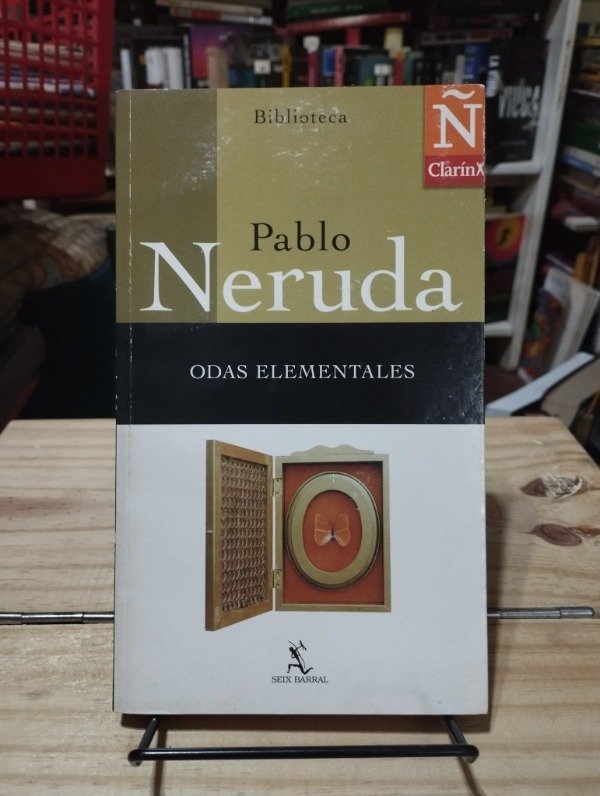 Biblioteca
Ñ
Clarín X
Pablo
Neruda
ODAS ELEMENTALES
SEIX BARRAL